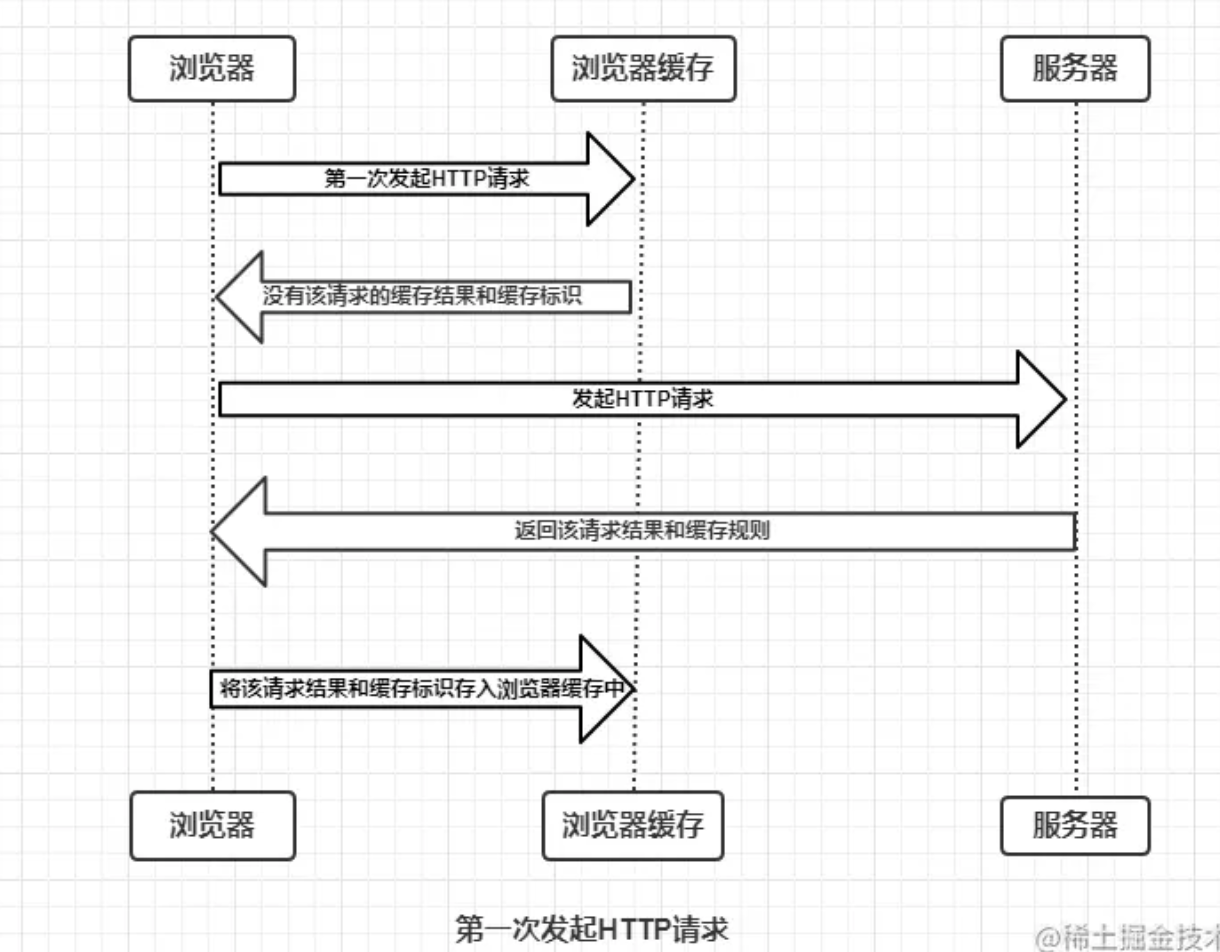 浏览器
浏览器缓存
服务器
第一次发起HTTP请求
没有该请求的缓存结果和缓存标识
发起HTTP请求
返回该请求结果和缓存规则
将该请求结果和缓存标识存入浏览器缓存中
浏览器
浏览器缓存
服务器
第一次发起HTTP请求
@稀土掘金技术